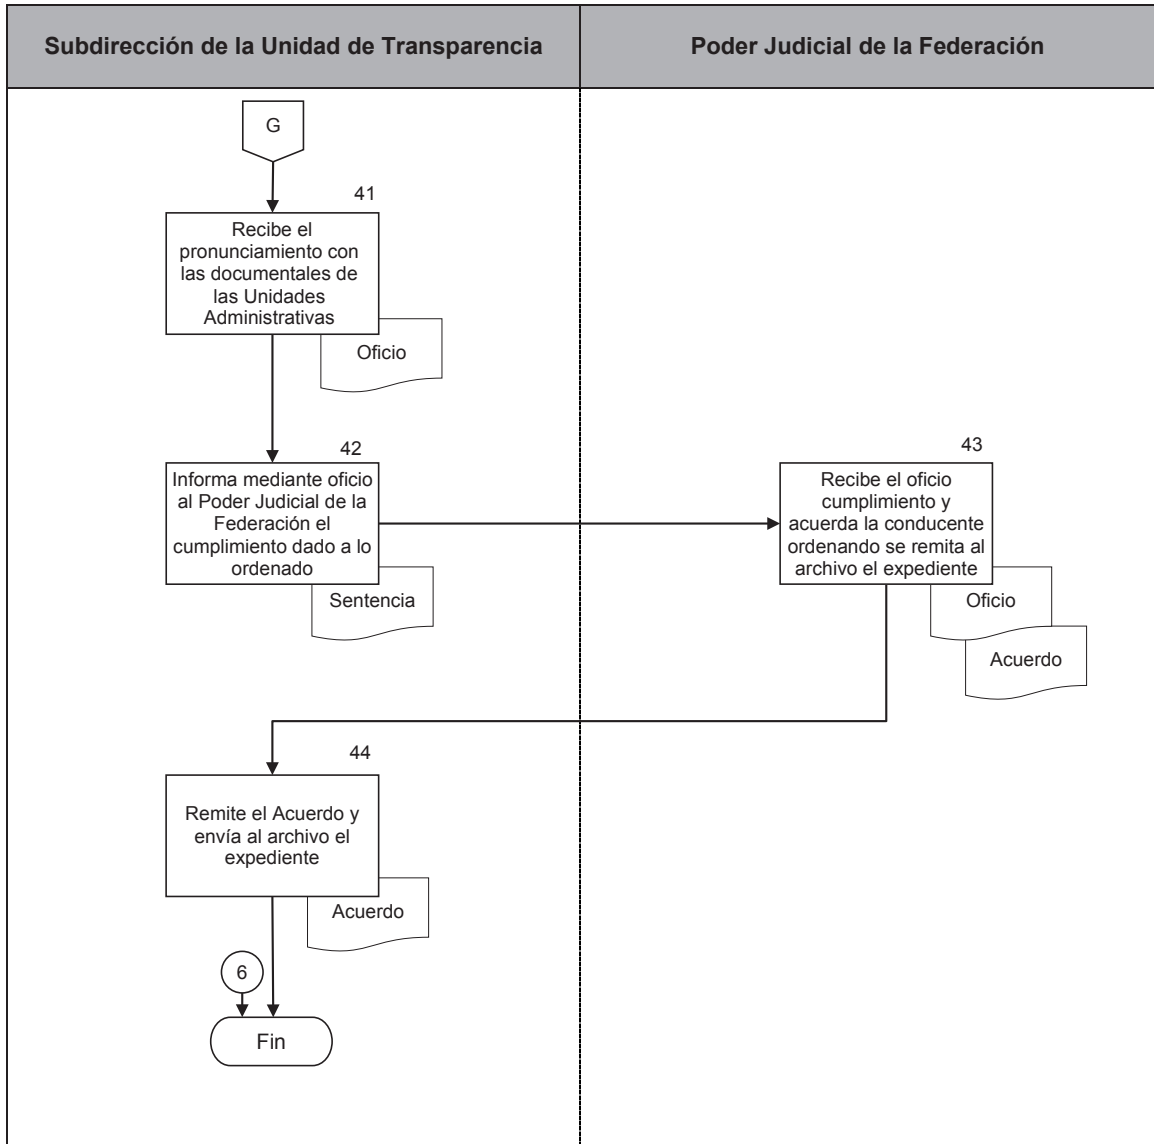 Subdirección de la Unidad de Transparencia
Poder Judicial de la Federación
G
41
Recibe el
pronunciamiento con
las documentales de
las Unidades
Administrativas
Oficio
42
Informa mediante oficio
al Poder Judicial de la
Federación el
cumplimiento dado a lo
ordenado
Sentencia
43
Recibe el oficio
cumplimiento y
acuerda la conducente
ordenando se remita al
archivo el expediente
Oficio
Acuerdo
44
Remite el Acuerdo y
envía al archivo el
expediente
Acuerdo
6
Fin